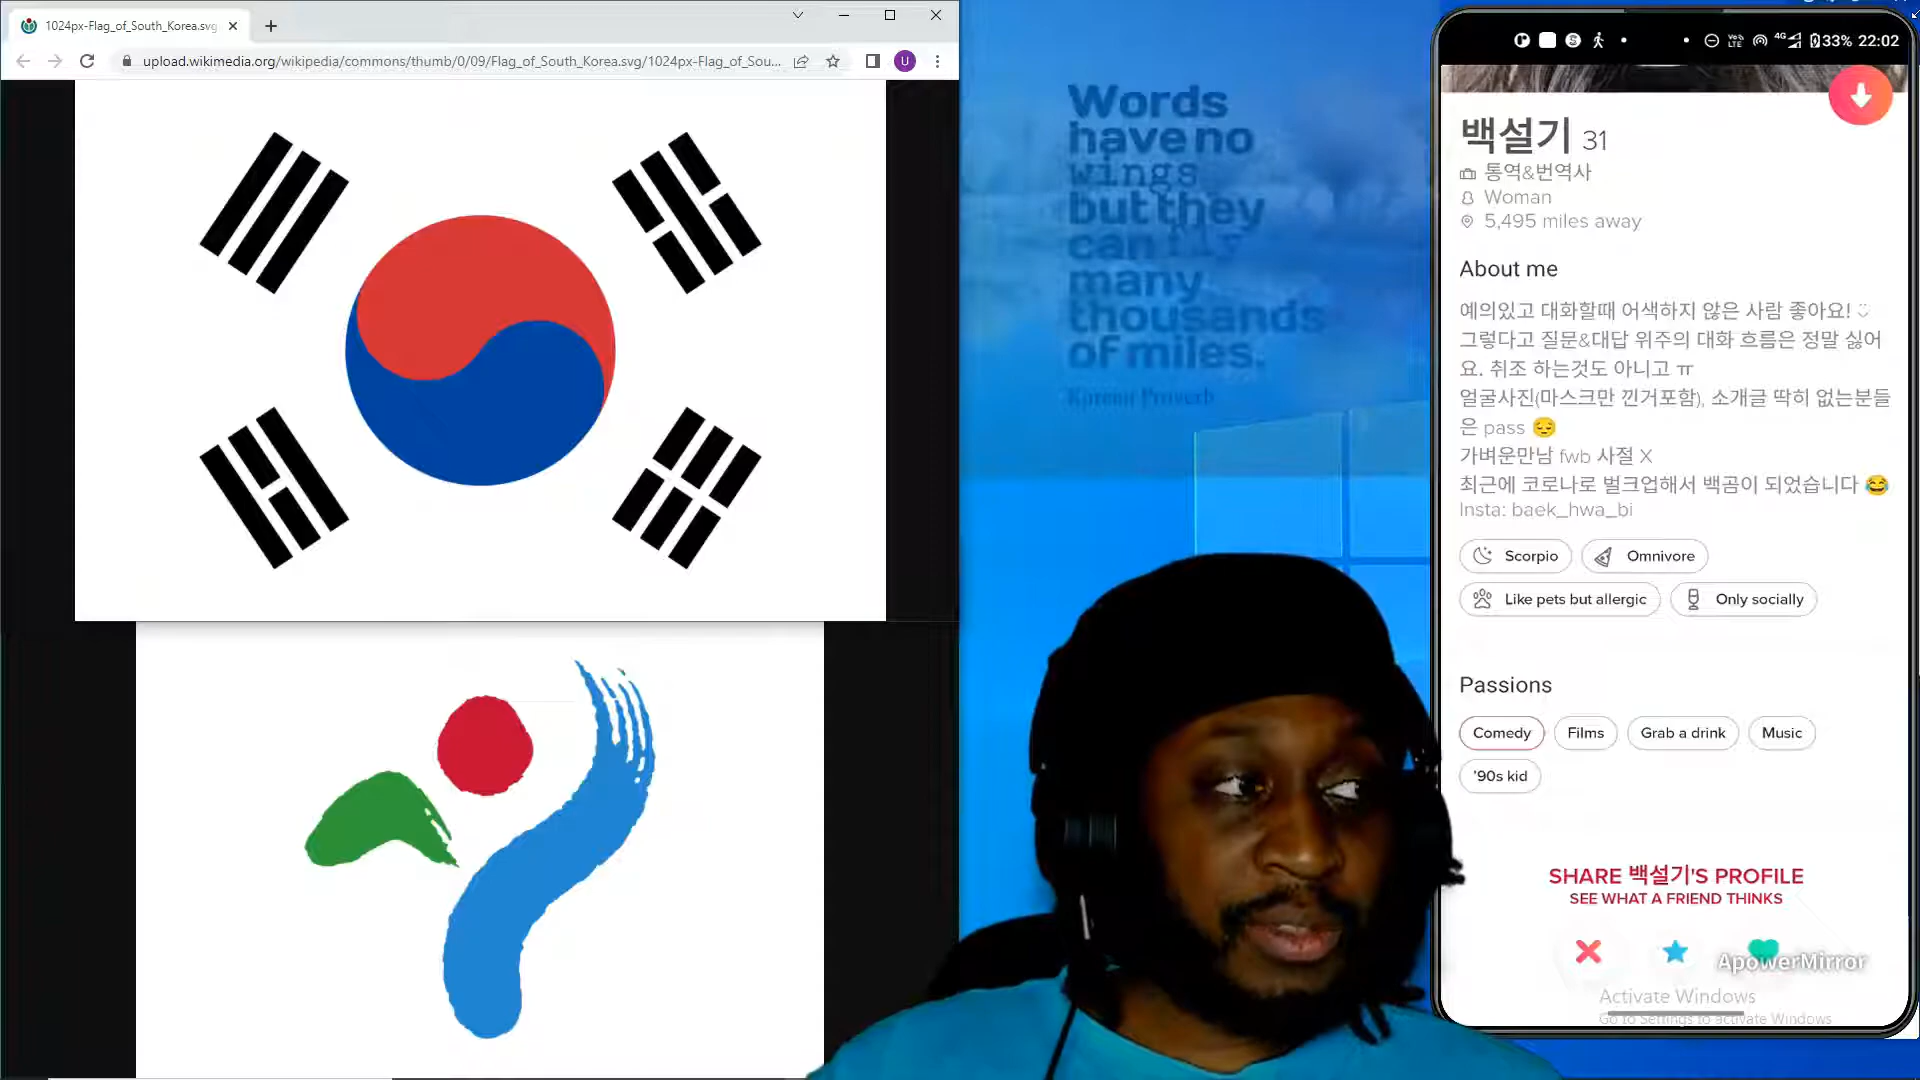 1024px-Flag_of_South_Korea.svg
upload.wikimedia.org/wikipedia/commons/thumb/0/09/Flag_of_South_Korea.svg/1024px-Flag_of_Sou...
U
Words
have no
wings
but they
can fly
many
thousands
of miles.
Korean Proverb
Vo)) LTE
4G
33% 22:02
백설기 31
통역&번역사
Woman
5,495 miles away
About me
예의있고 대화할때 어색하지 않은 사람 좋아요! ツ
그렇다고 질문&대답 위주의 대화 흐름은 정말 싫어
요. 취조 하는것도 아니고 ㅠ
얼굴사진(마스크만 낀거포함), 소개글 딱히 없는분들
은 pass 😔
가벼운만남 fwb 사절 X
최근에 코로나로 벌크업해서 백곰이 되었습니다 😂
Insta: baek_hwa_bi
Scorpio
Omnivore
Like pets but allergic
Only socially
Passions
Comedy
Films
Grab a drink
Music
'90s kid
SHARE 백설기'S PROFILE
SEE WHAT A FRIEND THINKS
ApowerMirror
Activate Windows
Go to Settings to activate Windows